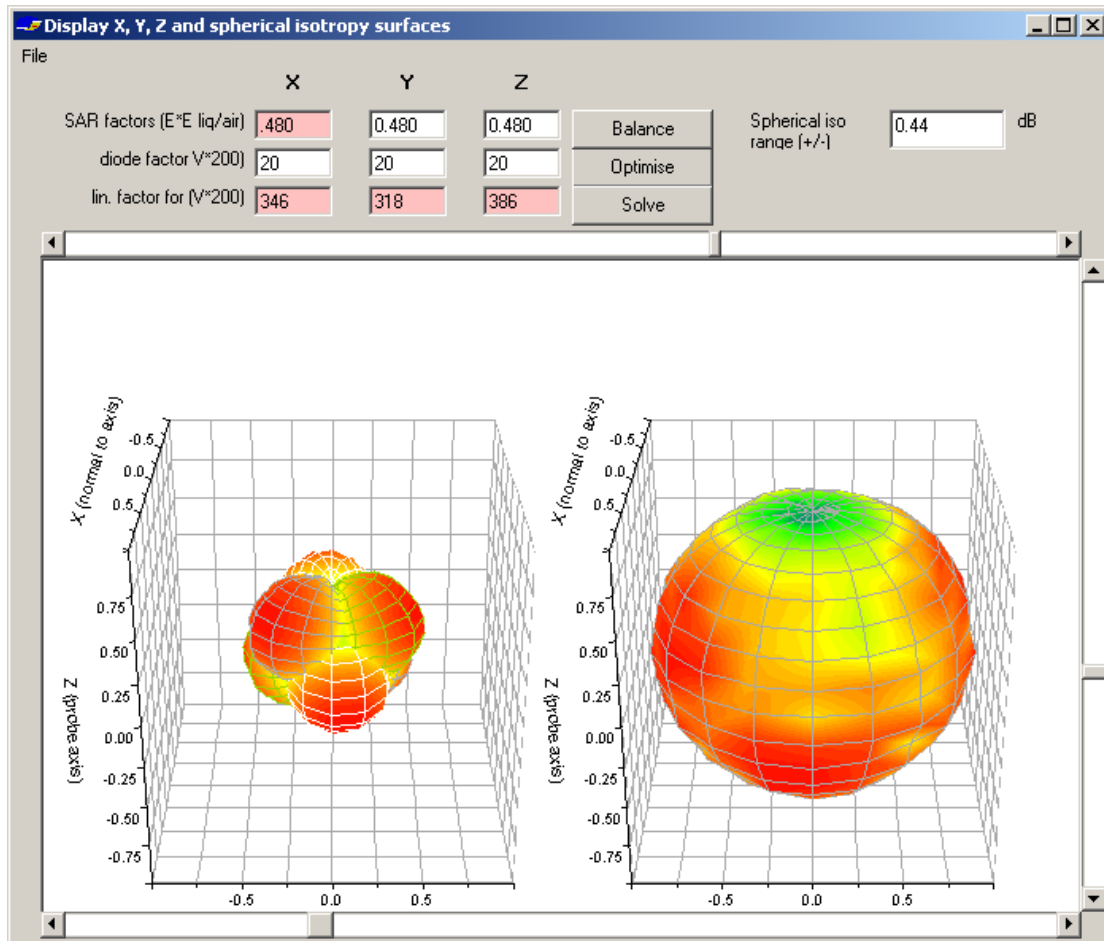 Display X, Y, Z and spherical isotropy surfaces
File
X Y Z
SAR factors (E*E liq/air) .480 0.480 0.480 Balance Spherical iso range (+/-) 0.44 dB
diode factor V*200) 20 20 20 Optimise
lin. factor for (V*200) 346 318 386 Solve
X (normal to axis)
-0.5
0.0
0.5
0.75
0.50
0.25
0.00
-0.25
-0.50
-0.75
Z (probe axis)
-0.5 0.0 0.5
X (normal to axis)
-0.5
0.0
0.5
0.75
0.50
0.25
0.00
-0.25
-0.50
-0.75
Z (probe axis)
-0.5 0.0 0.5